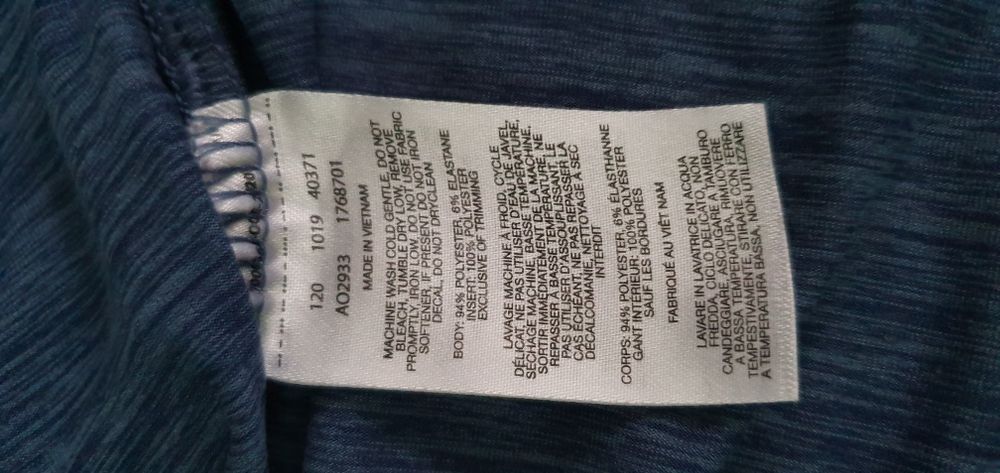 120 1019 40371
AO2933 1768701
MADE IN VIETNAM
MACHINE WASH COLD GENTLE, DO NOT
BLEACH, TUMBLE DRY LOW, REMOVE
PROMPTLY, IRON LOW, DO NOT USE FABRIC
SOFTENER, IF PRESENT DO NOT IRON
DECAL, DO NOT DRYCLEAN
BODY: 94% POLYESTER, 6% ELASTANE
INSERT: 100% POLYESTER
EXCLUSIVE OF TRIMMING
LAVAGE MACHINE À FROID, CYCLE
DÉLICAT, NE PAS UTILISER D'EAU DE JAVEL,
SÉCHAGE MACHINE, BASSE TEMPÉRATURE,
SORTIR IMMÉDIATEMENT DE LA MACHINE,
REPASSER À BASSE TEMPÉRATURE, NE
PAS UTILISER D'ASSOUPLISSANT, LE
CAS ÉCHÉANT, NE PAS REPASSER LA
DÉCALCOMANIE, NETTOYAGE À SEC
INTERDIT
CORPS: 94% POLYESTER, 6% ÉLASTHANNE
GANT INTÉRIEUR: 100% POLYESTER
SAUF LES BORDURES
FABRIQUÉ AU VIÊT NAM
LAVARE IN LAVATRICE IN ACQUA
FREDDA, CICLO DELICATO, NON
CANDEGGIARE, ASCIUGARE A TAMBURO
A BASSA TEMPERATURA, RIMUOVERE
TEMPESTIVAMENTE, STIRARE CON FERRO
A TEMPERATURA BASSA, NON UTILIZZARE